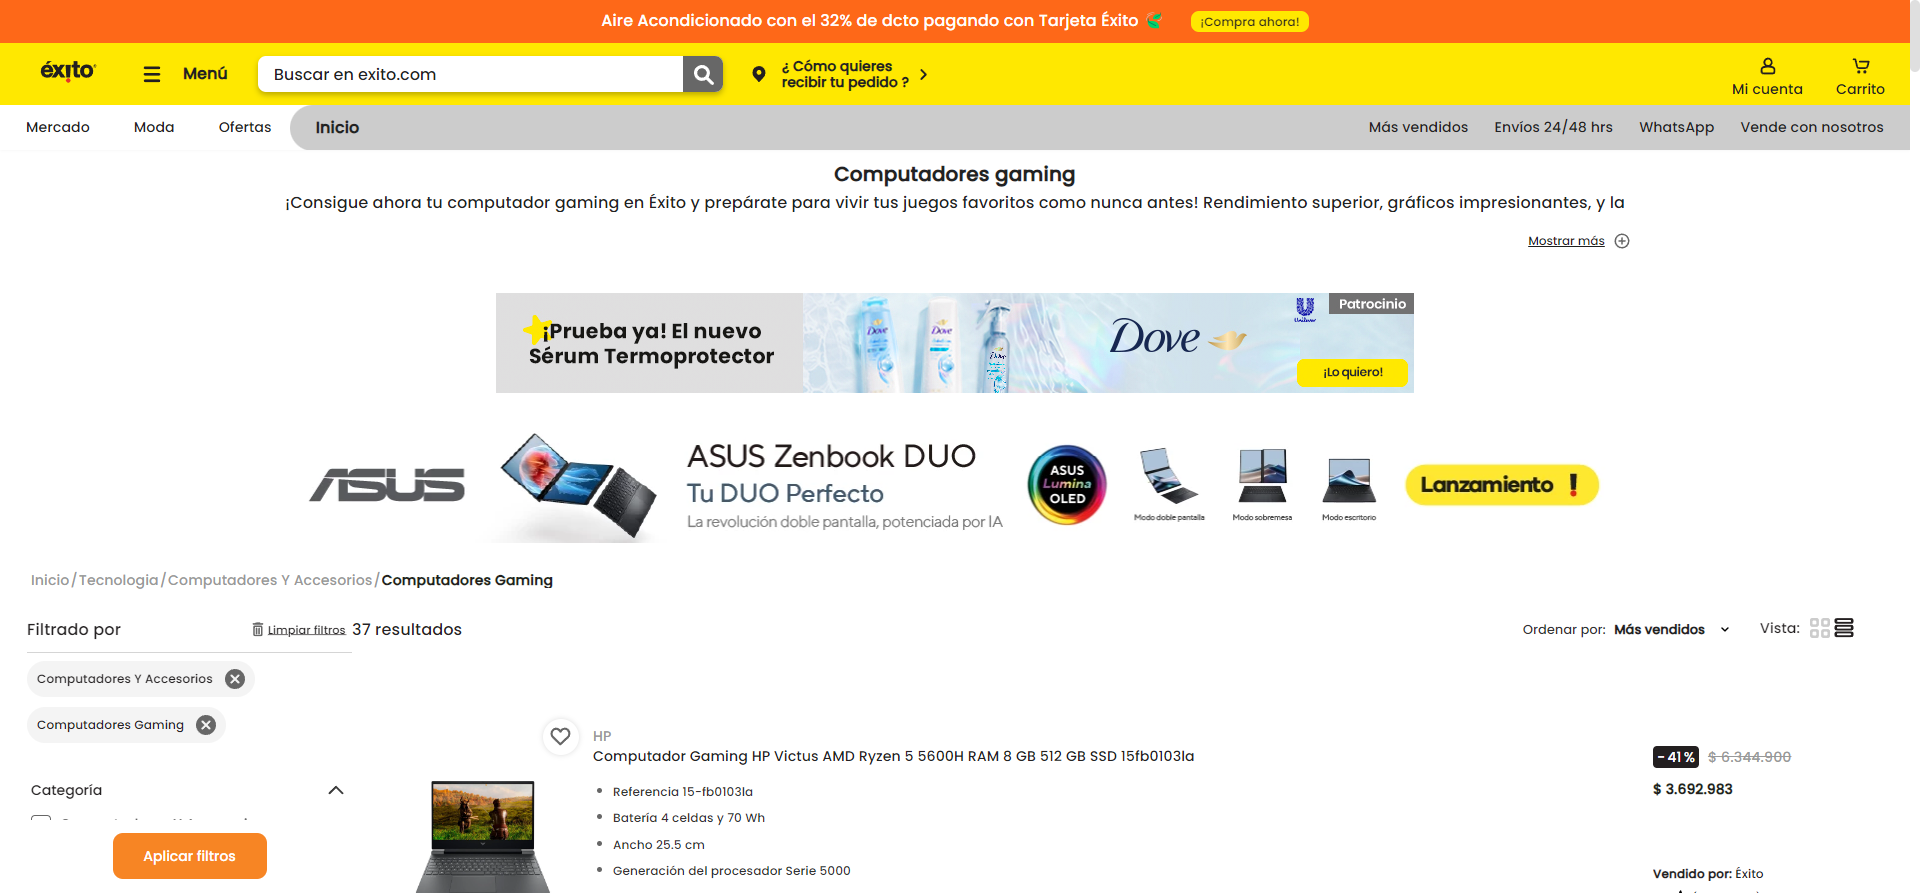 Aire Acondicionado con el 32% de dcto pagando con Tarjeta Éxito
¡Compra ahora!
éxito
Menú
Buscar en exito.com
¿ Cómo quieres
recibir tu pedido ?
Mi cuenta
Carrito
Mercado
Moda
Ofertas
Inicio
Más vendidos
Envíos 24/48 hrs
WhatsApp
Vende con nosotros
Computadores gaming
¡Consigue ahora tu computador gaming en Éxito y prepárate para vivir tus juegos favoritos como nunca antes! Rendimiento superior, gráficos impresionantes, y la
Mostrar más
¡Prueba ya! El nuevo
Sérum Termoprotector
Dove
Dove
Dove
Dove
Unilever
Patrocinio
¡Lo quiero!
ASUS
ASUS Zenbook DUO
Tu DUO Perfecto
La revolución doble pantalla, potenciada por IA
ASUS
Lumina
OLED
Modo doble pantalla
Modo sobremesa
Modo escritorio
Lanzamiento !
Inicio/Tecnologia/Computadores Y Accesorios/Computadores Gaming
Filtrado por
Limpiar filtros
37 resultados
Ordenar por: Más vendidos
Vista:
Computadores Y Accesorios
Computadores Gaming
Categoría
Aplicar filtros
HP
Computador Gaming HP Victus AMD Ryzen 5 5600H RAM 8 GB 512 GB SSD 15fb0103la
Referencia 15-fb0103la
Batería 4 celdas y 70 Wh
Ancho 25.5 cm
Generación del procesador Serie 5000
- 41 %
$ 6.344.900
$ 3.692.983
Vendido por: Éxito